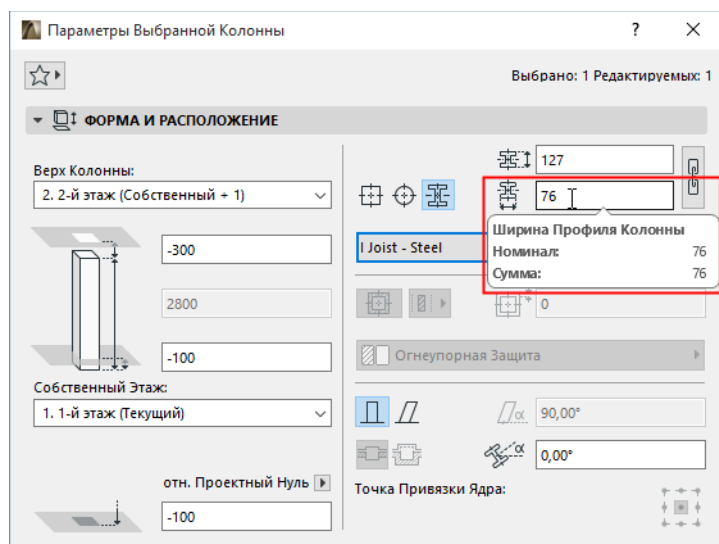 Параметры Выбранной Колонны
?
Выбрано: 1 Редактируемых: 1
ФОРМА И РАСПОЛОЖЕНИЕ
Верх Колонны:
2. 2-й этаж (Собственный + 1)
-300
2800
-100
Собственный Этаж:
1. 1-й этаж (Текущий)
отн. Проектный Нуль
-100
127
76
Ширина Профиля Колонны
Номинал: 76
Сумма: 76
I Joist - Steel
0
Огнеупорная Защита
α 90,00°
α 0,00°
Точка Привязки Ядра: